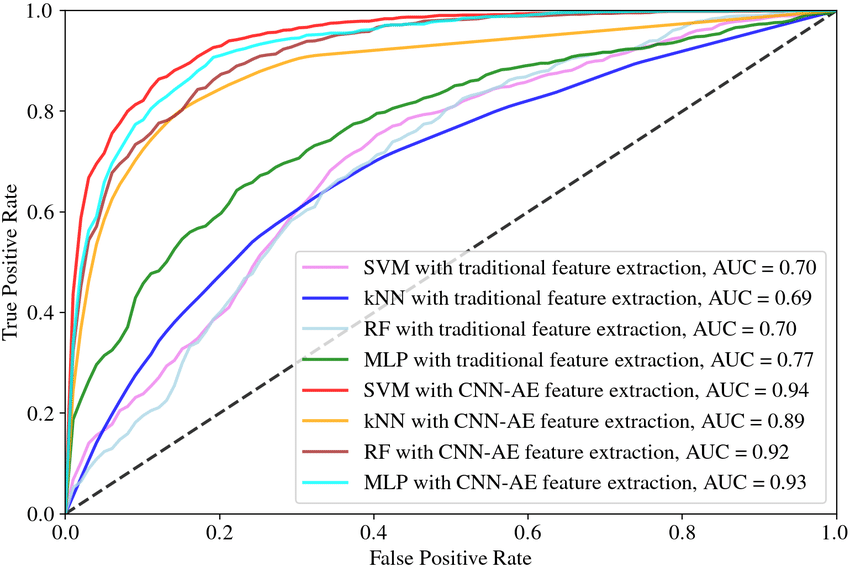 1.0
0.8
0.6
0.4
0.2
0.0
True Positive Rate
SVM with traditional feature extraction, AUC = 0.70
kNN with traditional feature extraction, AUC = 0.69
RF with traditional feature extraction, AUC = 0.70
MLP with traditional feature extraction, AUC = 0.77
SVM with CNN-AE feature extraction, AUC = 0.94
kNN with CNN-AE feature extraction, AUC = 0.89
RF with CNN-AE feature extraction, AUC = 0.92
MLP with CNN-AE feature extraction, AUC = 0.93
0.0 0.2 0.4 0.6 0.8 1.0
False Positive Rate